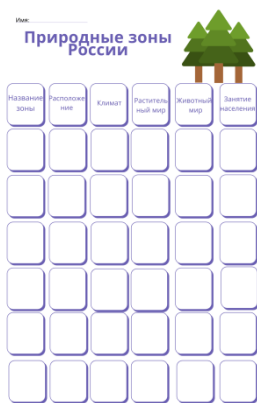 Имя:
Природные зоны
России
Название
зоны
Расположе
ние
Климат
Раститель
ный мир
Животный
мир
Занятие
населения